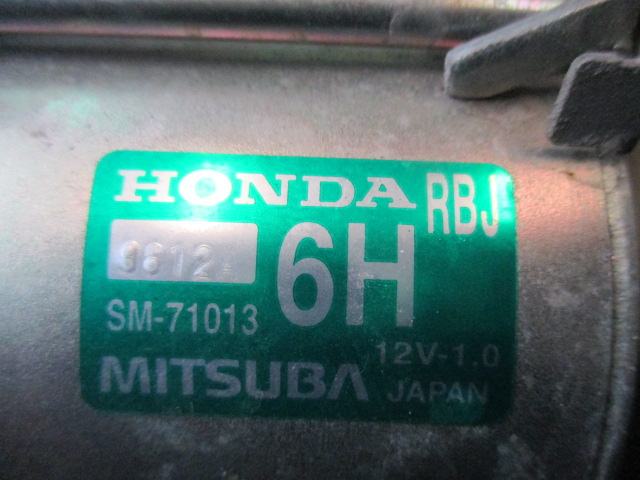 HONDA RBJ
6H
SM-71013
12V-1.0
MITSUBA JAPAN